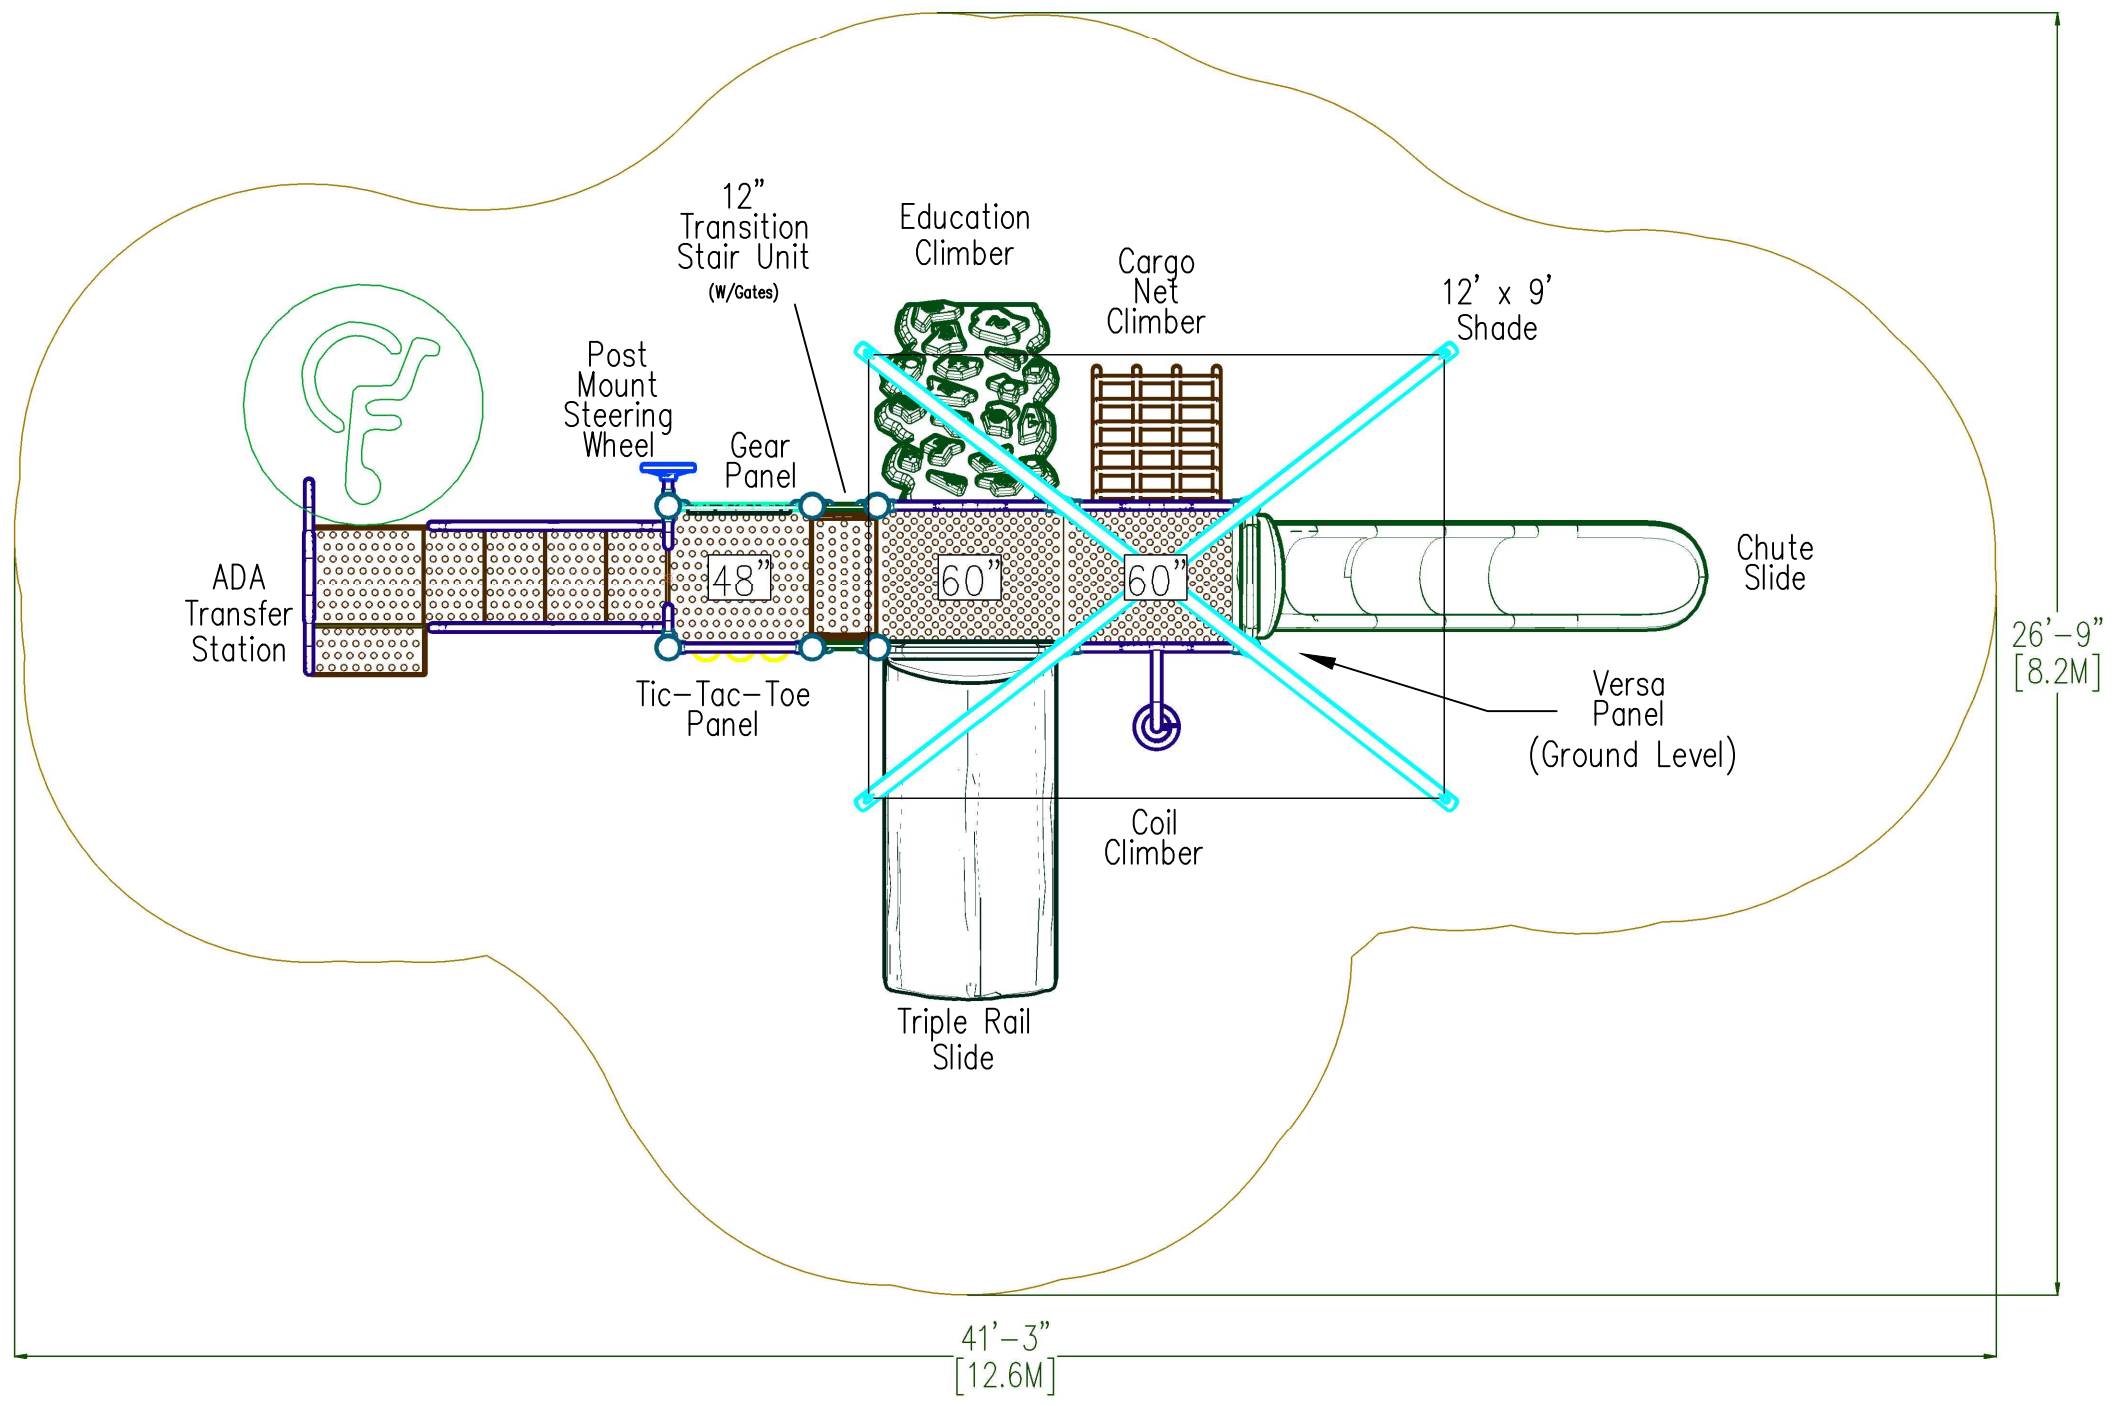 12”
Transition
Stair Unit
(W/Gates)
Education
Climber
Cargo
Net
Climber
12’ x 9’
Shade
Post
Mount
Steering
Wheel
Gear
Panel
ADA
Transfer
Station
48”
60”
60”
Chute
Slide
26’–9”
[8.2M]
Tic–Tac–Toe
Panel
Versa
Panel
(Ground Level)
Coil
Climber
Triple Rail
Slide
41’–3”
[12.6M]